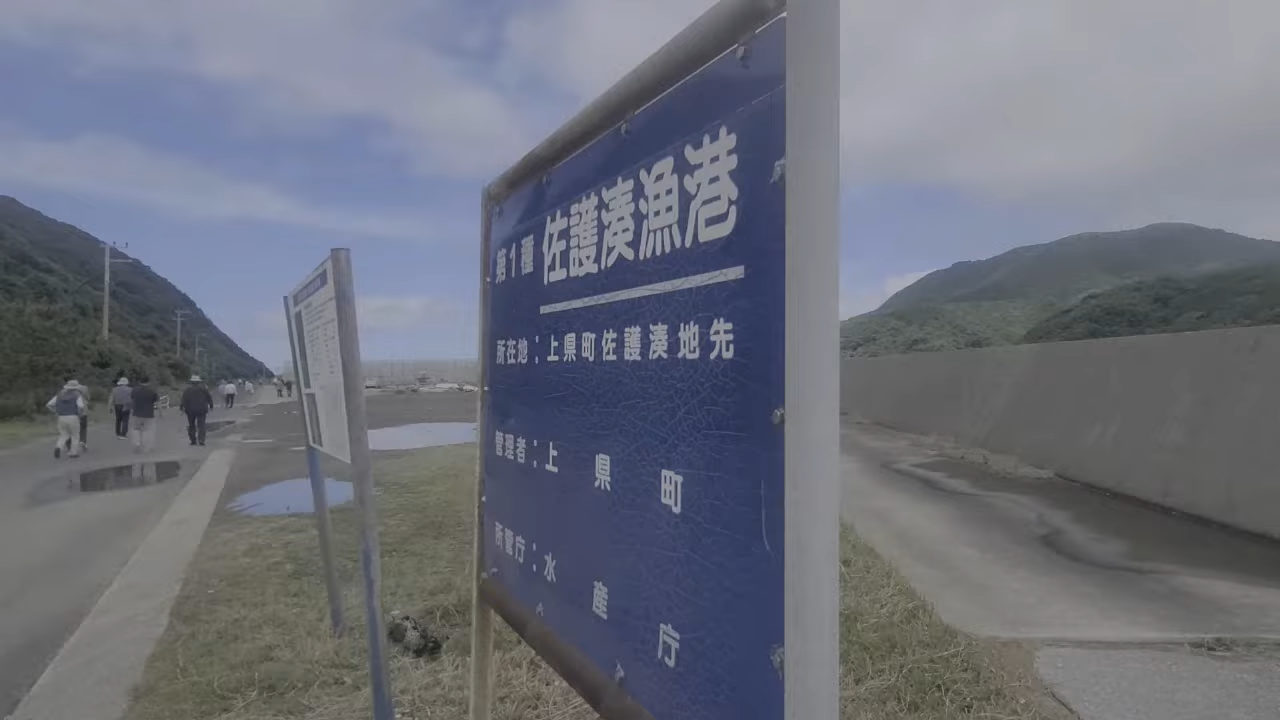 第1種 佐護湊漁港
所在地：上県町佐護湊地先
管理者：上県町
所管庁：水産庁